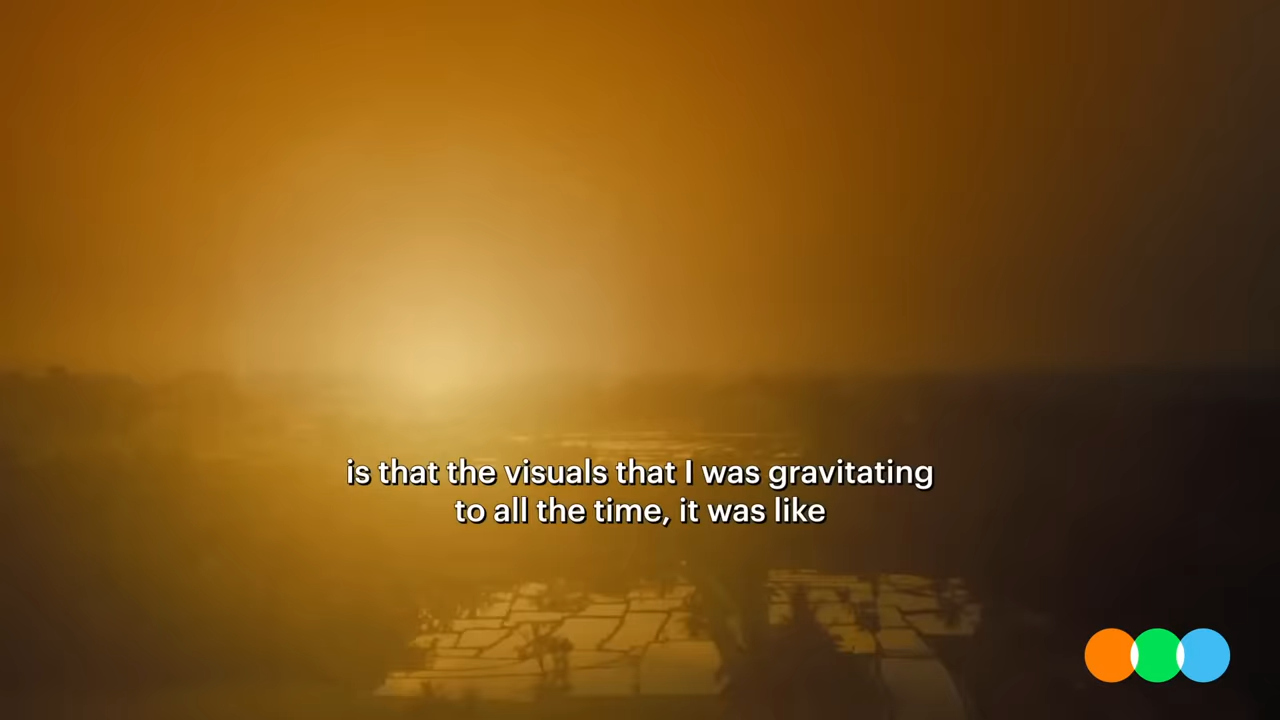 is that the visuals that I was gravitating
to all the time, it was like